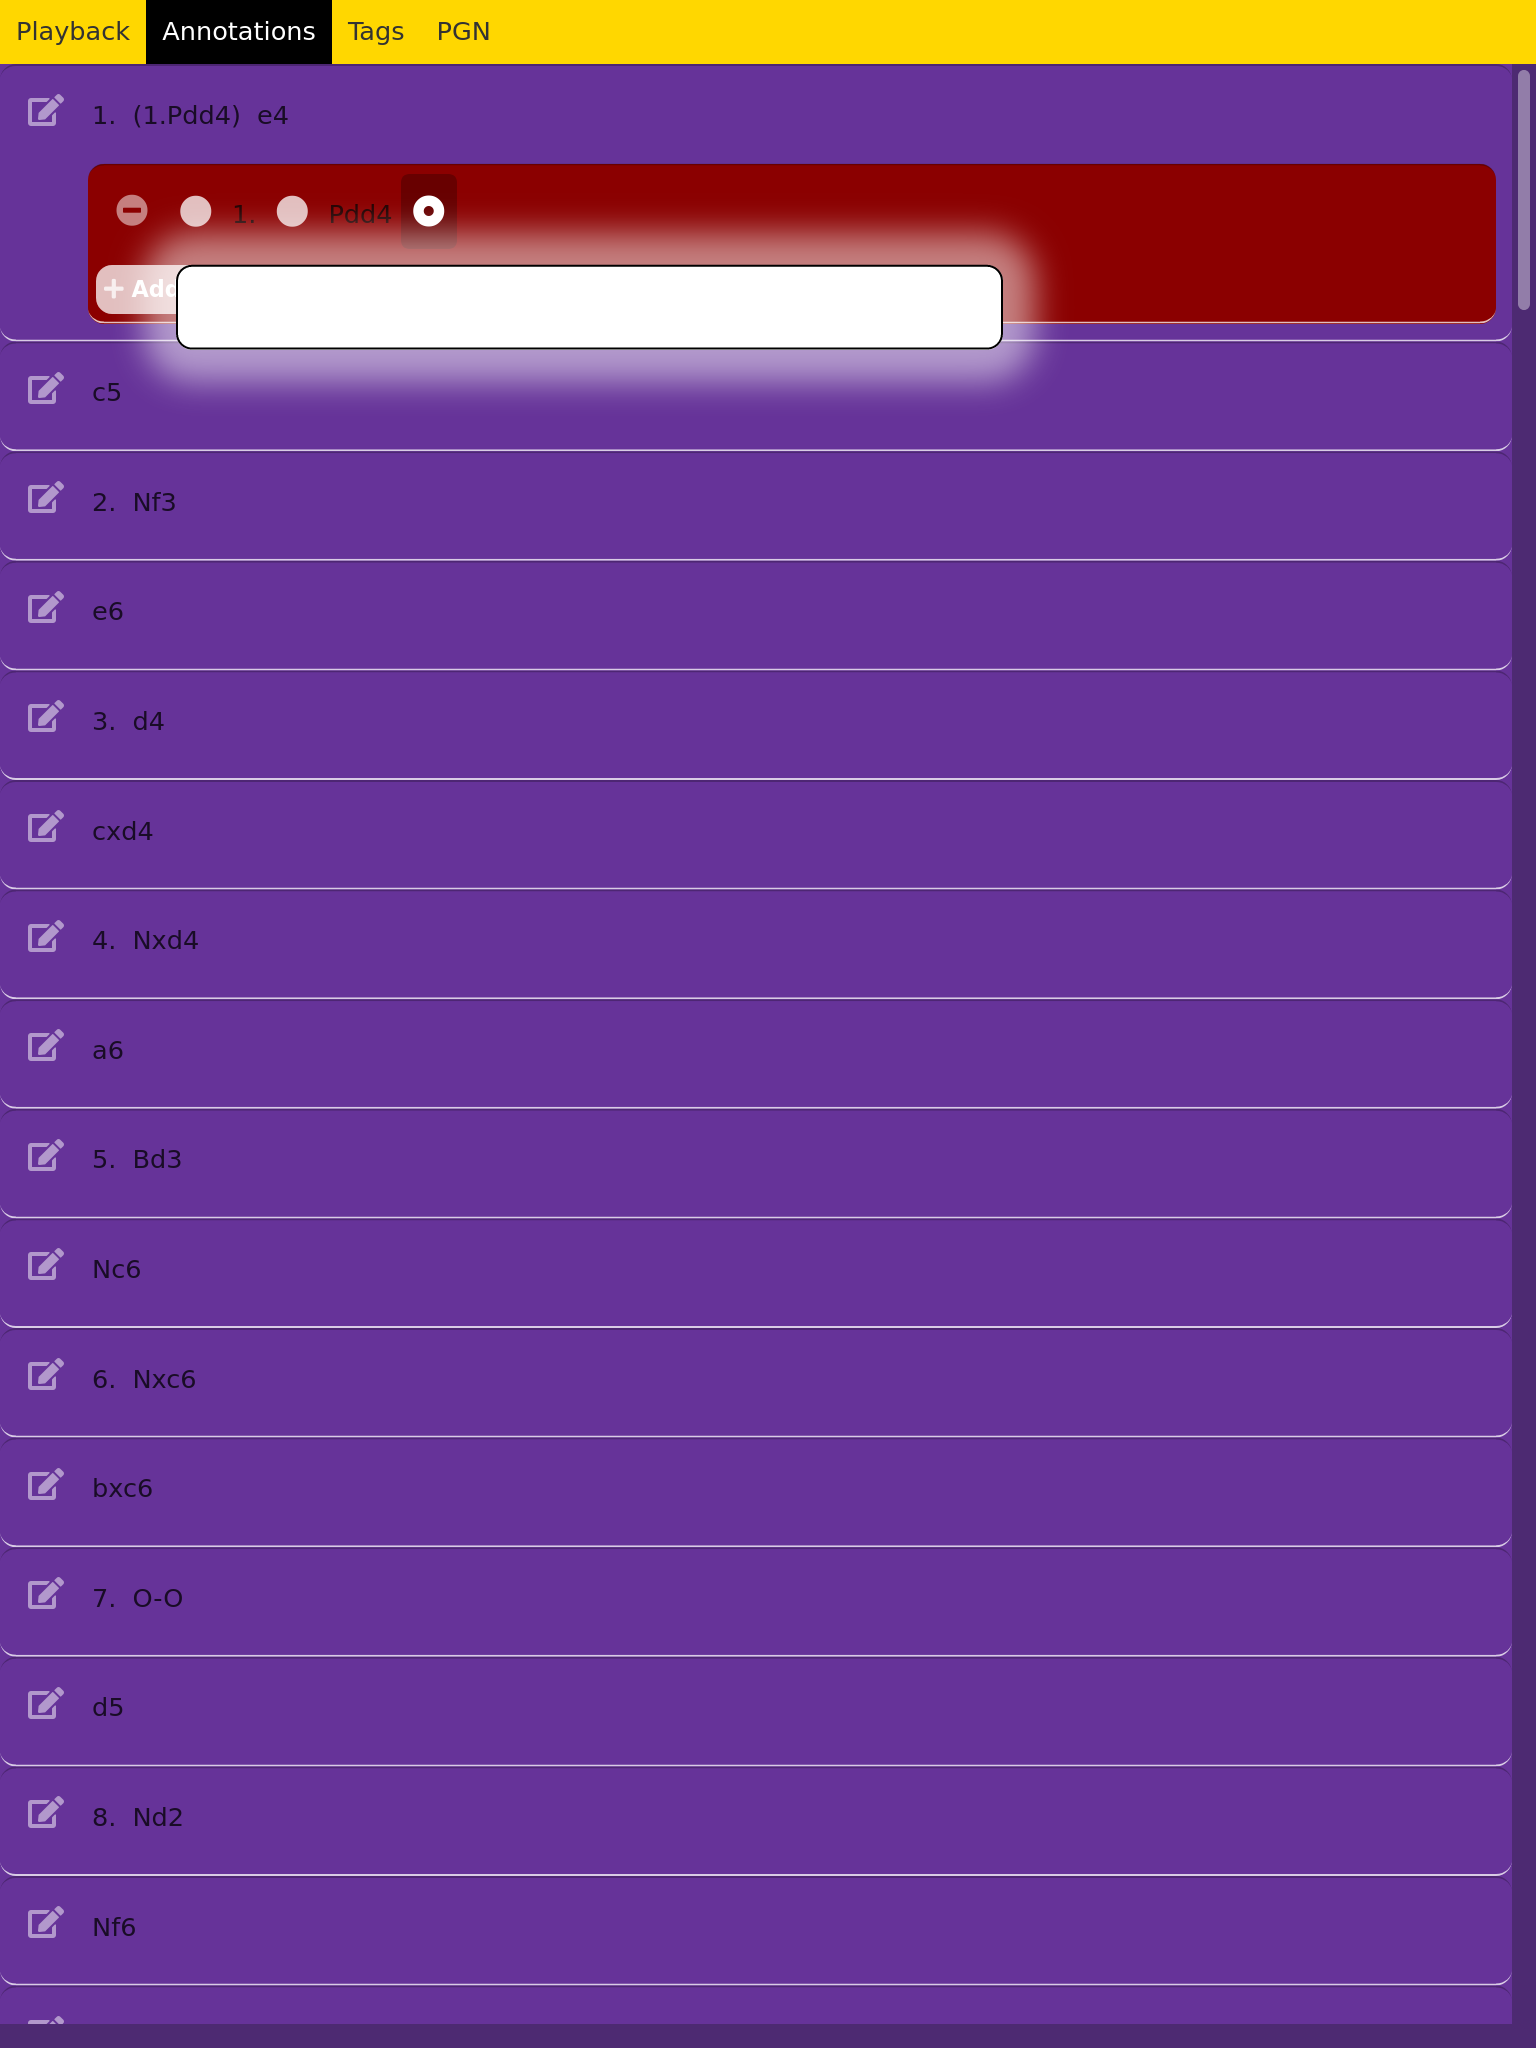 Playback Annotations Tags PGN
1. (1.Pdd4) e4
1. Pdd4
Add
c5
2. Nf3
e6
3. d4
cxd4
4. Nxd4
a6
5. Bd3
Nc6
6. Nxc6
bxc6
7. O-O
d5
8. Nd2
Nf6